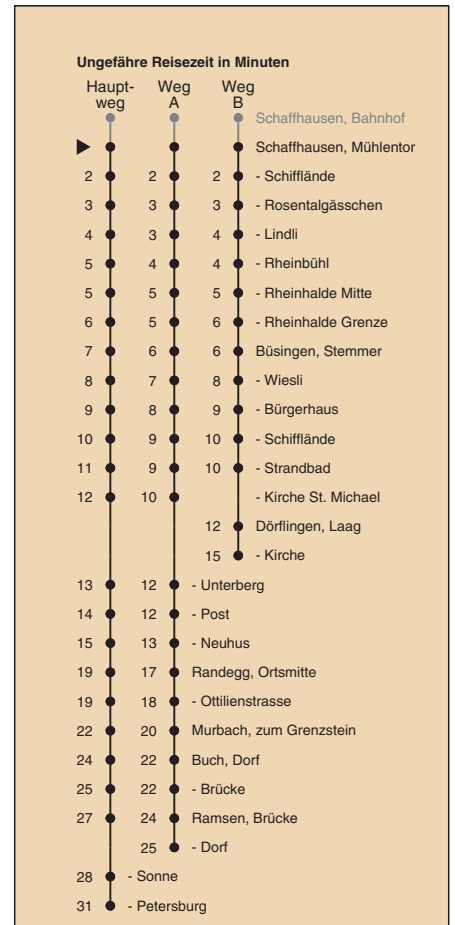 Ungefähre Reisezeit in Minuten
Haupt- Weg Weg
weg A B
Schaffhausen, Bahnhof
Schaffhausen, Mühlentor
2 2 2 - Schifflände
3 3 3 - Rosentalgässchen
4 3 4 - Lindli
5 4 4 - Rheinbühl
5 5 5 - Rheinhalde Mitte
6 5 6 - Rheinhalde Grenze
7 6 6 Büsingen, Stemmer
8 7 8 - Wiesli
9 8 9 - Bürgerhaus
10 9 10 - Schifflände
11 9 10 - Strandbad
12 10 - Kirche St. Michael
12 Dörflingen, Laag
15 - Kirche
13 12 - Unterberg
14 12 - Post
15 13 - Neuhus
19 17 Randegg, Ortsmitte
19 18 - Ottilienstrasse
22 20 Murbach, zum Grenzstein
24 22 Buch, Dorf
25 22 - Brücke
27 24 Ramsen, Brücke
25 - Dorf
28 - Sonne
31 - Petersburg